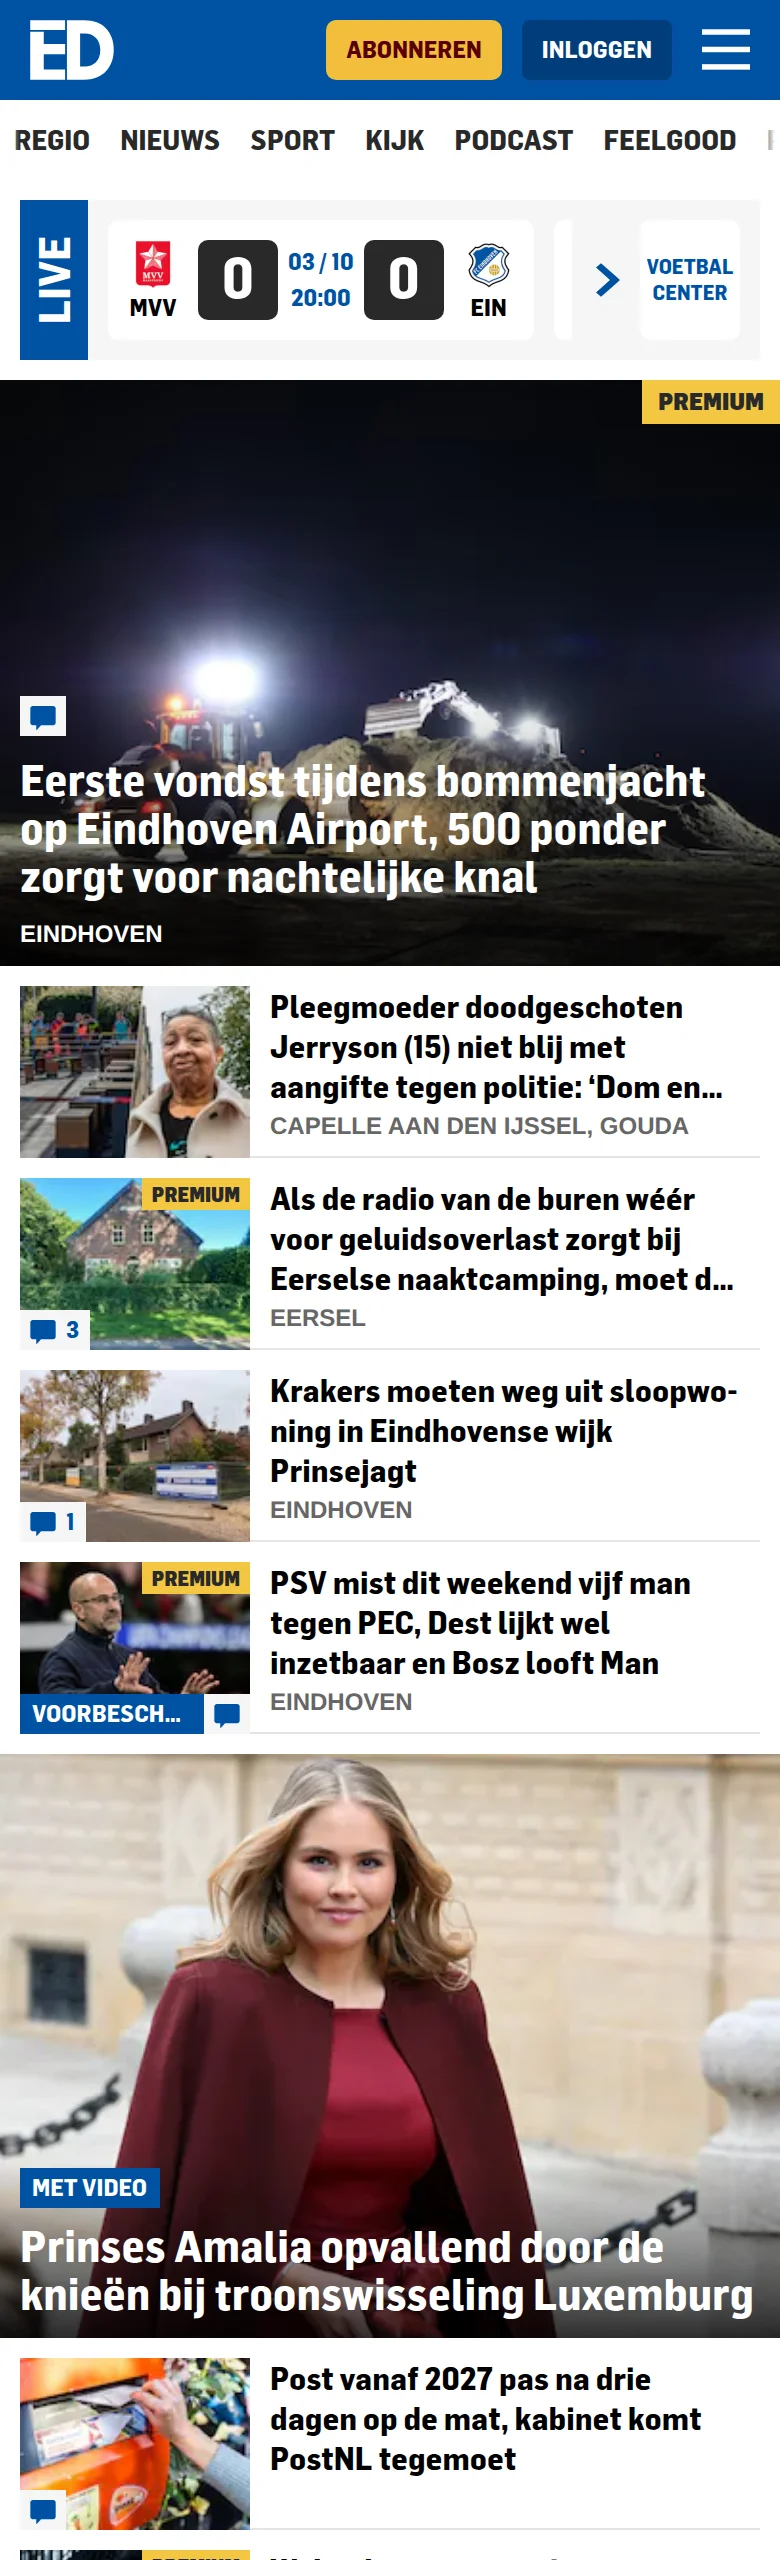 ED
ABONNEREN
INLOGGEN
REGIO NIEUWS SPORT KIJK PODCAST FEELGOOD
LIVE
MVV
0
03 / 10
20:00
0
EIN
VOETBAL
CENTER
PREMIUM
Eerste vondst tijdens bommenjacht
op Eindhoven Airport, 500 ponder
zorgt voor nachtelijke knal
EINDHOVEN
Pleegmoeder doodgeschoten
Jerryson (15) niet blij met
aangifte tegen politie: ‘Dom en...
CAPELLE AAN DEN IJSSEL, GOUDA
PREMIUM
3
Als de radio van de buren wéér
voor geluidsoverlast zorgt bij
Eerselse naaktcamping, moet d...
EERSEL
1
Krakers moeten weg uit sloopwo-
ning in Eindhovense wijk
Prinsejagt
EINDHOVEN
PREMIUM
VOORBESCH...
PSV mist dit weekend vijf man
tegen PEC, Dest lijkt wel
inzetbaar en Bosz looft Man
EINDHOVEN
MET VIDEO
Prinses Amalia opvallend door de
knieën bij troonswisseling Luxemburg
Post vanaf 2027 pas na drie
dagen op de mat, kabinet komt
PostNL tegemoet